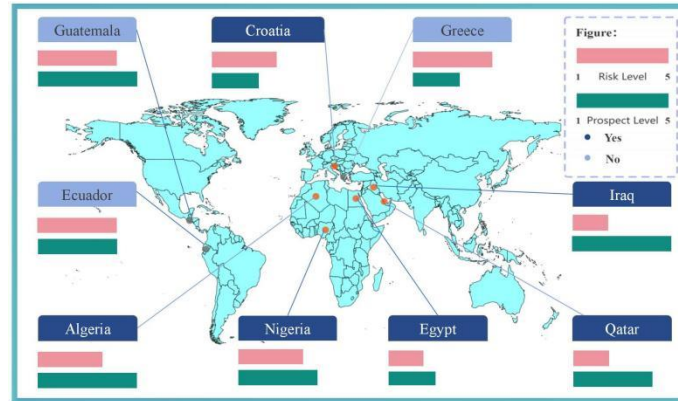 Guatemala
Croatia
Greece
Figure:
1 Risk Level 5
1 Prospect Level 5
Yes
No
Ecuador
Iraq
Algeria
Nigeria
Egypt
Qatar